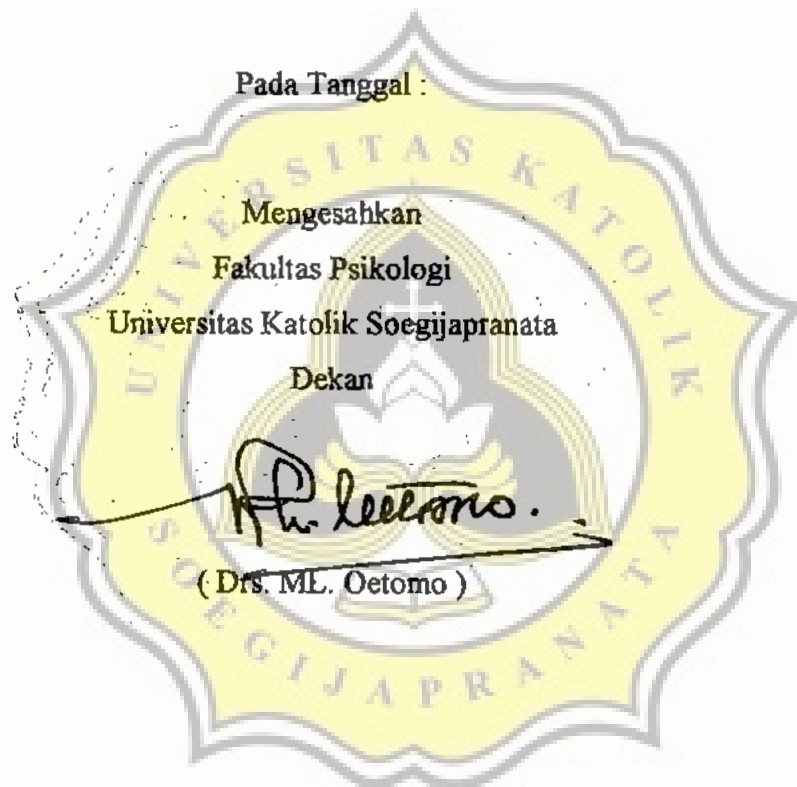 Pada Tanggal :
Mengesahkan
Fakultas Psikologi
Universitas Katolik Soegijapranata
Dekan
( Drs. ML. Oetomo )
UNIVERSITAS KATOLIK
SOEGIJAPRANATA